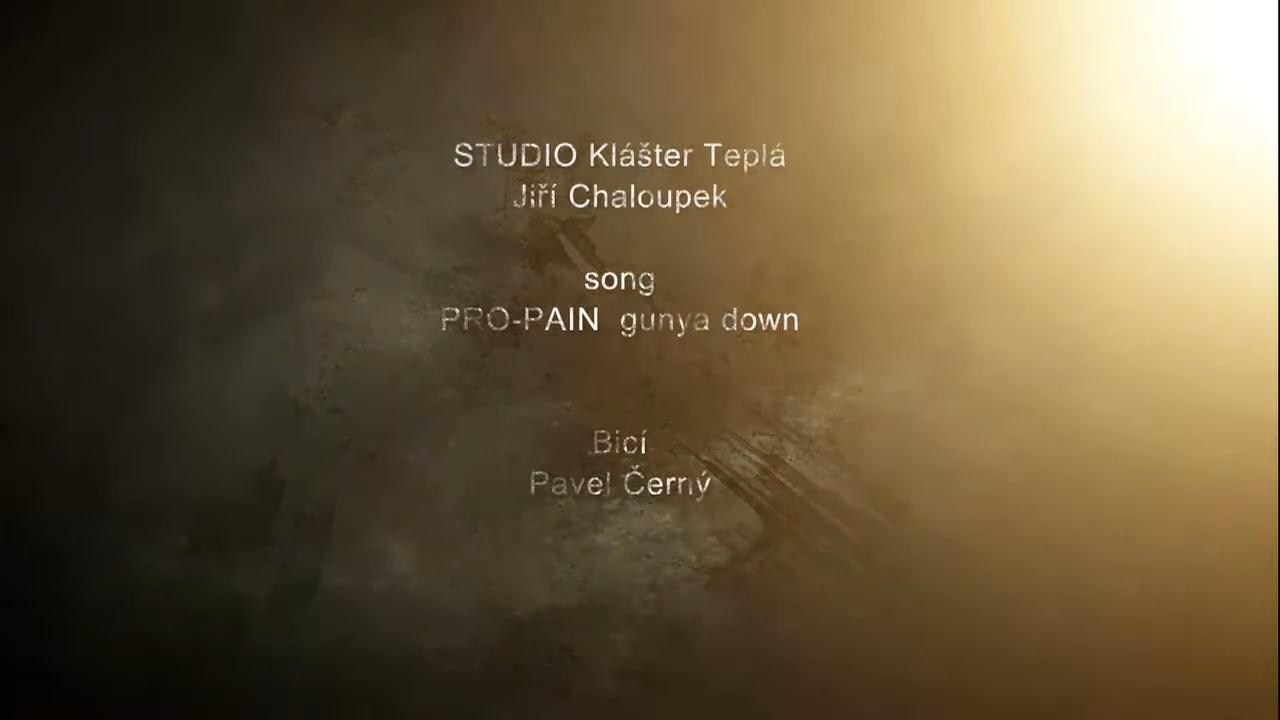 STUDIO Klášter Teplá
Jiří Chaloupek
song
PRO-PAIN gunya down
Bicí
Pavel Černý